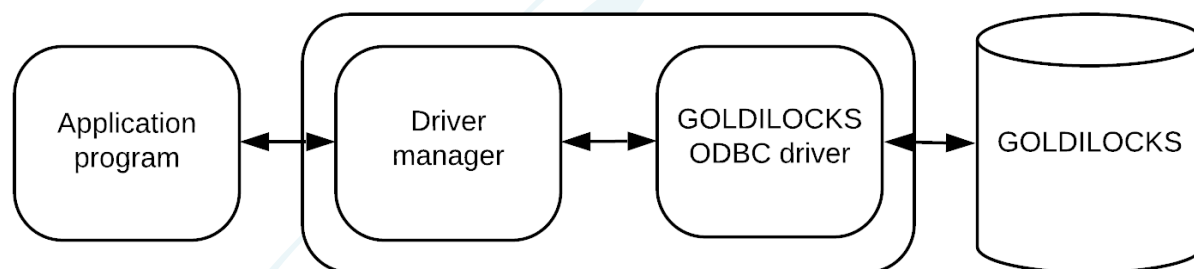 Application
program
Driver
manager
GOLDILOCKS
ODBC driver
GOLDILOCKS